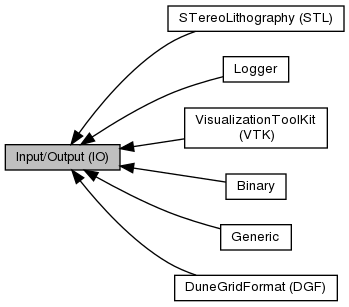 STereoLithography (STL)
Logger
VisualizationToolKit
(VTK)
Input/Output (IO)
Binary
Generic
DuneGridFormat (DGF)